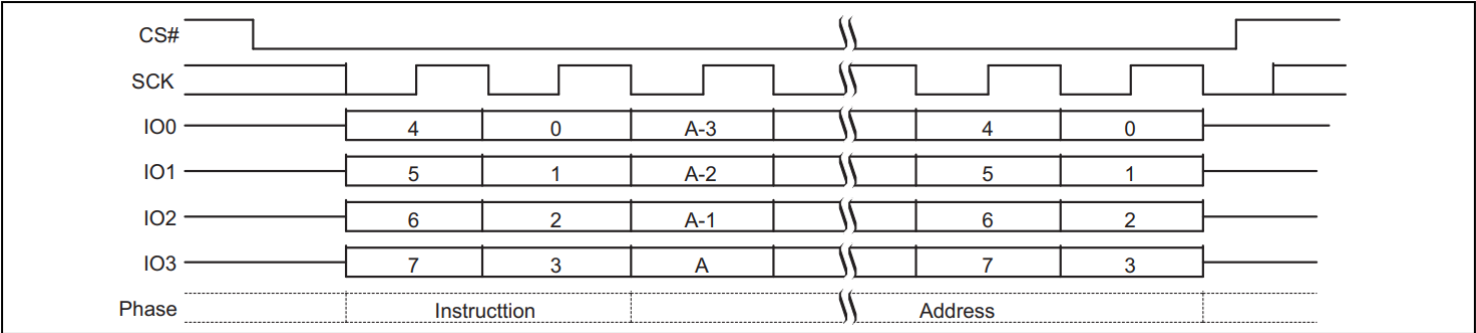 CS#
SCK
IO0 4 0 A-3 4 0
IO1 5 1 A-2 5 1
IO2 6 2 A-1 6 2
IO3 7 3 A 7 3
Phase Instructtion Address